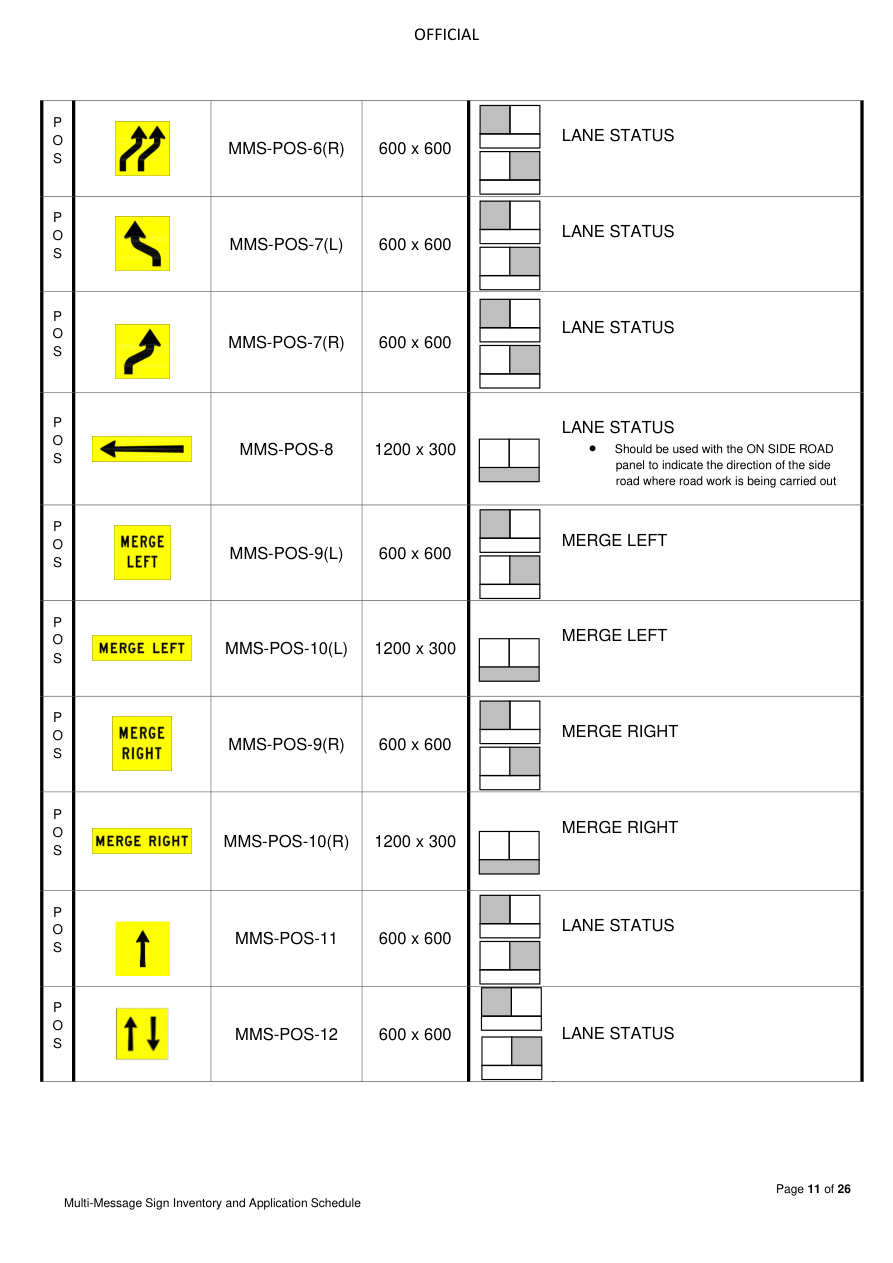 OFFICIAL
P
O
S
MMS-POS-6(R)
600 x 600
LANE STATUS
P
O
S
MMS-POS-7(L)
600 x 600
LANE STATUS
P
O
S
MMS-POS-7(R)
600 x 600
LANE STATUS
P
O
S
MMS-POS-8
1200 x 300
LANE STATUS
• Should be used with the ON SIDE ROAD
panel to indicate the direction of the side
road where road work is being carried out
P
O
S
MERGE
LEFT
MMS-POS-9(L)
600 x 600
MERGE LEFT
P
O
S
MERGE LEFT
MMS-POS-10(L)
1200 x 300
MERGE LEFT
P
O
S
MERGE
RIGHT
MMS-POS-9(R)
600 x 600
MERGE RIGHT
P
O
S
MERGE RIGHT
MMS-POS-10(R)
1200 x 300
MERGE RIGHT
P
O
S
MMS-POS-11
600 x 600
LANE STATUS
P
O
S
MMS-POS-12
600 x 600
LANE STATUS
Page 11 of 26
Multi-Message Sign Inventory and Application Schedule